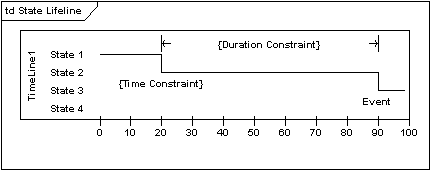 td State Lifeline
TimeLine1
State 1
{Duration Constraint}
State 2
State 3
{Time Constraint}
State 4
Event
0 10 20 30 40 50 60 70 80 90 100